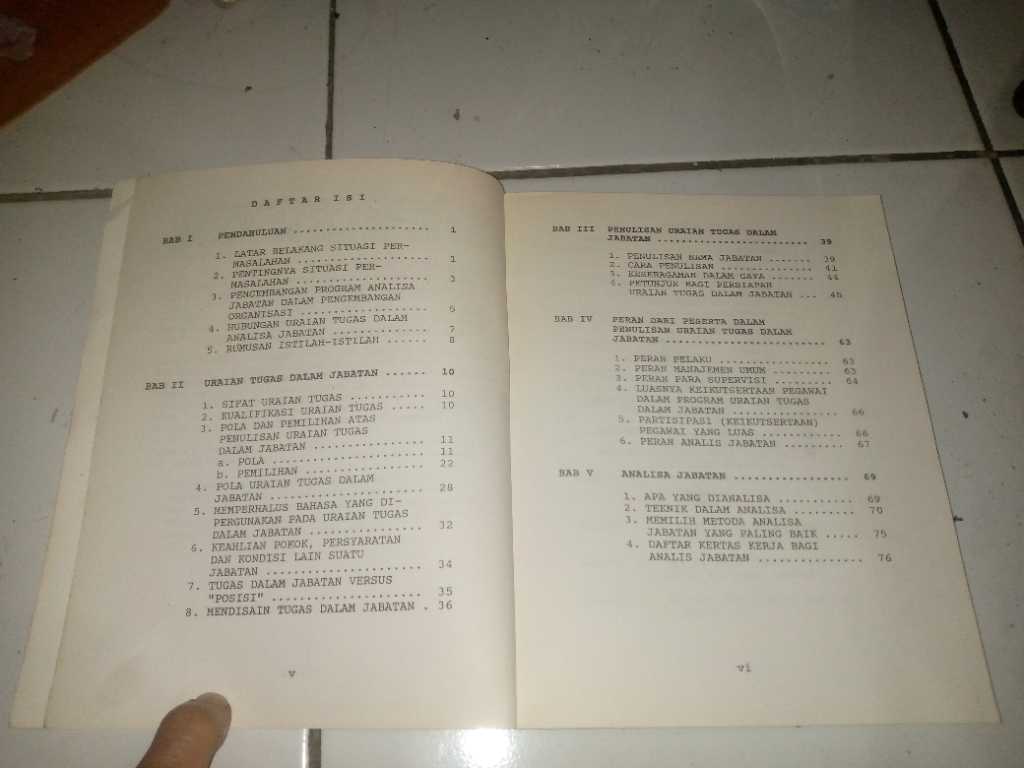 D A F T A R  I S I
BAB I PENDAHULUAN ..................... 1
1. LATAR BELAKANG SITUASI PER-
MASALAHAN .................... 1
2. PENTINGNYA SITUASI PER-
MASALAHAN .................... 3
3. PENGEMBANGAN PROGRAM ANALISA
JABATAN DALAM PENGEMBANGAN
ORGANISASI ................... 6
4. HUBUNGAN URAIAN TUGAS DALAM
ANALISA JABATAN .............. 7
5. RUMUSAN ISTILAH-ISTILAH ...... 8
BAB II URAIAN TUGAS DALAM JABATAN ...... 10
1. SIFAT URAIAN TUGAS ........... 10
2. KUALIFIKASI URAIAN TUGAS ..... 10
3. POLA DAN PEMILIHAN ATAS
PENULISAN URAIAN TUGAS
DALAM JABATAN ................ 11
a. POLA ...................... 11
b. PEMILIHAN ................. 22
4. POLA URAIAN TUGAS DALAM
JABATAN ...................... 28
5. MEMPERHALUS BAHASA YANG DI-
PERGUNAKAN PADA URAIAN TUGAS
DALAM JABATAN ................ 32
6. KEAHLIAN POKOK, PERSYARATAN
DAN KONDISI LAIN SUATU
JABATAN ...................... 34
7. TUGAS DALAM JABATAN VERSUS
"POSISI" ..................... 35
8. MENDISAIN TUGAS DALAM JABATAN . 36
v
BAB III PENULISAN URAIAN TUGAS DALAM
JABATAN ........................ 39
1. PENULISAN NAMA JABATAN ....... 39
2. CARA PENULISAN ............... 41
3. KESERAGAMAN DALAM GAYA ....... 44
4. PETUNJUK BAGI PERSIAPAN
URAIAN TUGAS DALAM JABATAN ... 46
BAB IV PERAN DARI PESERTA DALAM
PENULISAN URAIAN TUGAS DALAM
JABATAN ......................... 63
1. PERAN PELAKU ................. 63
2. PERAN MANAJEMEN UMUM ......... 63
3. PERAN PARA SUPERVISI ......... 64
4. LUASNYA KEIKUTSERTAAN PEGAWAI
DALAM PROGRAM URAIAN TUGAS
DALAM JABATAN ................ 66
5. PARTISIPASI (KEIKUTSERTAAN)
PEGAWAI YANG LUAS ............ 66
6. PERAN ANALIS JABATAN ......... 67
BAB V ANALISA JABATAN ................. 69
1. APA YANG DIANALISA ........... 69
2. TEKNIK DALAM ANALISA ......... 70
3. MEMILIH METODA ANALISA
JABATAN YANG PALING BAIK ..... 75
4. DAFTAR KERTAS KERJA BAGI
ANALIS JABATAN ............... 76
vi